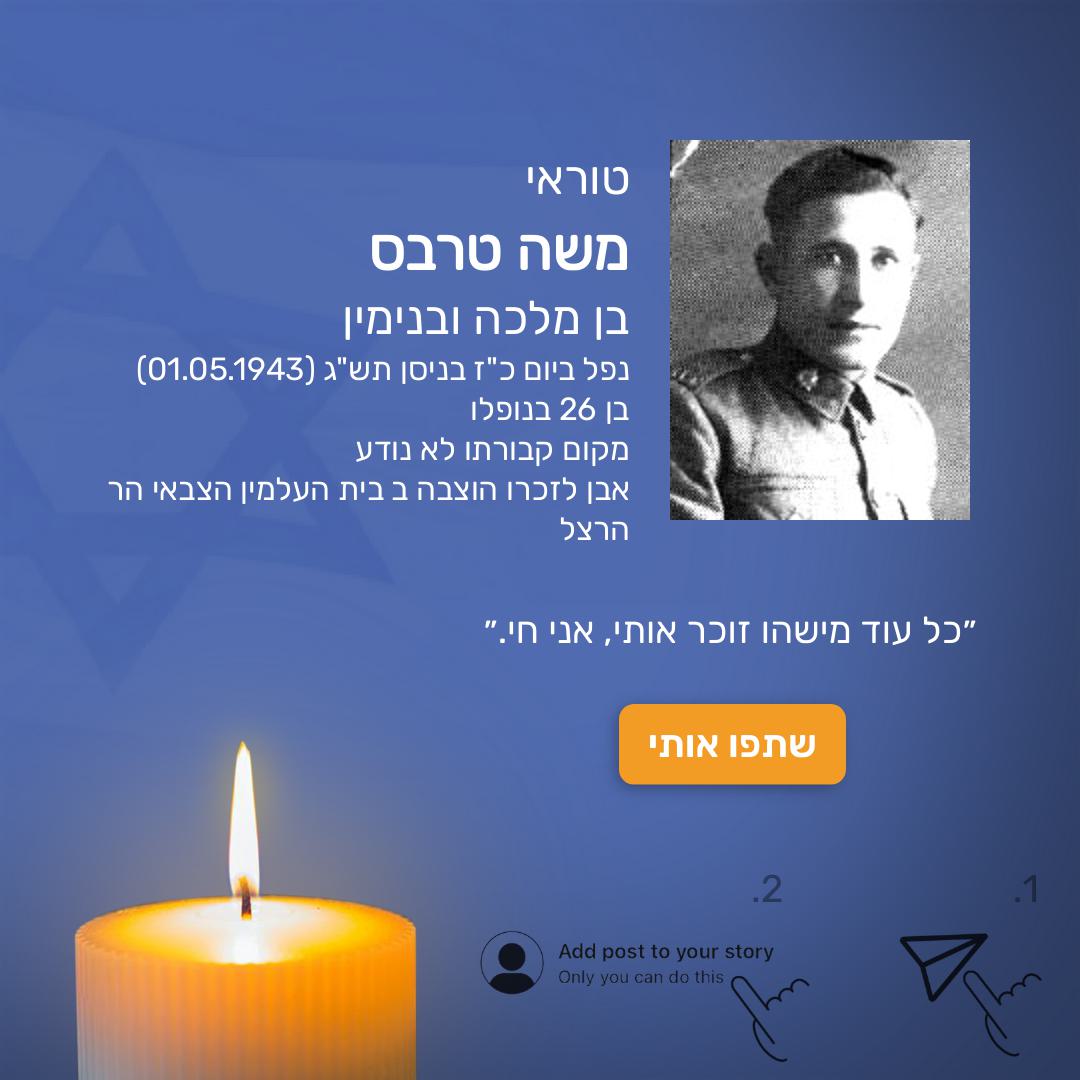 טוראי
משה טרבס
בן מלכה ובנימין
נפל ביום כ"ז בניסן תש"ג (01.05.1943)
בן 26 בנופלו
מקום קבורתו לא נודע
אבן לזכרו הוצבה ב בית העלמין הצבאי הר
הרצל
״כל עוד מישהו זוכר אותי, אני חי.״
שתפו אותי
.1
.2
Add post to your story
Only you can do this